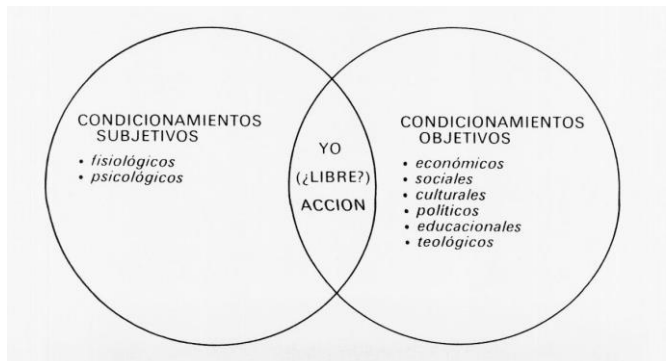 CONDICIONAMIENTOS
SUBJETIVOS
• fisiológicos
• psicológicos
YO
(¿LIBRE?)
ACCION
CONDICIONAMIENTOS
OBJETIVOS
• económicos
• sociales
• culturales
• políticos
• educacionales
• teológicos